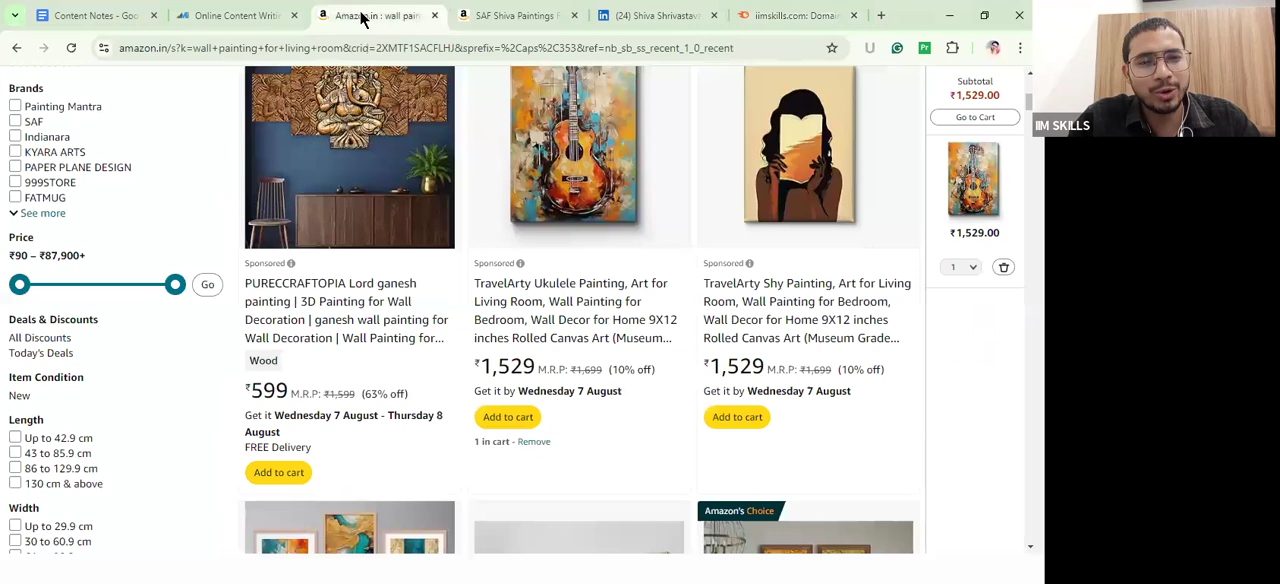 Content Notes - Goo
Online Content Writin
Amazon.in : wall pain
SAF Shiva Paintings F
(24) Shiva Shrivastav
iimskills.com: Domai
amazon.in/s?k=wall+painting+for+living+room&crid=2XMTF1SACFLHJ&sprefix=%2Caps%2C353&ref=nb_sb_ss_recent_1_0_recent
Brands
Painting Mantra
SAF
Indianara
KYARA ARTS
PAPER PLANE DESIGN
999STORE
FATMUG
See more
Price
₹90 – ₹87,900+
Go
Deals & Discounts
All Discounts
Today's Deals
Item Condition
New
Length
Up to 42.9 cm
43 to 85.9 cm
86 to 129.9 cm
130 cm & above
Width
Up to 29.9 cm
30 to 60.9 cm
Sponsored
PURECCRAFTOPIA Lord ganesh
painting | 3D Painting for Wall
Decoration | ganesh wall painting for
Wall Decoration | Wall Painting for...
Wood
₹599 M.R.P: ₹1,599 (63% off)
Get it Wednesday 7 August - Thursday 8
August
FREE Delivery
Add to cart
Sponsored
TravelArty Ukulele Painting, Art for
Living Room, Wall Painting for
Bedroom, Wall Decor for Home 9X12
inches Rolled Canvas Art (Museum...
₹1,529 M.R.P: ₹1,699 (10% off)
Get it by Wednesday 7 August
Add to cart
1 in cart - Remove
Sponsored
TravelArty Shy Painting, Art for Living
Room, Wall Painting for Bedroom,
Wall Decor for Home 9X12 inches
Rolled Canvas Art (Museum Grade...
₹1,529 M.R.P: ₹1,699 (10% off)
Get it by Wednesday 7 August
Add to cart
Amazon's Choice
Subtotal
₹1,529.00
Go to Cart
₹1,529.00
1
IIM SKILLS